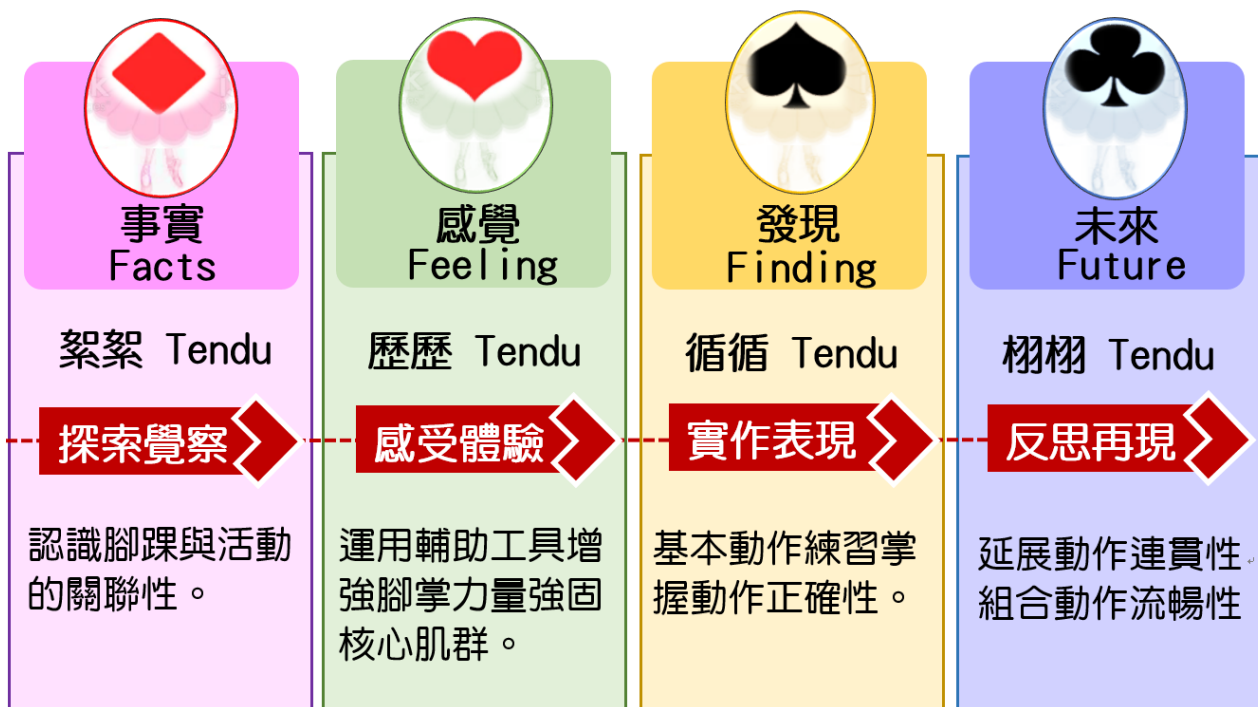 事實
Facts
絮絮 Tendu
探索覺察
認識腳踝與活動
的關聯性。
感覺
Feeling
歷歷 Tendu
感受體驗
運用輔助工具增
強腳掌力量強固
核心肌群。
發現
Finding
循循 Tendu
實作表現
基本動作練習掌
握動作正確性。
未來
Future
栩栩 Tendu
反思再現
延展動作連貫性
組合動作流暢性